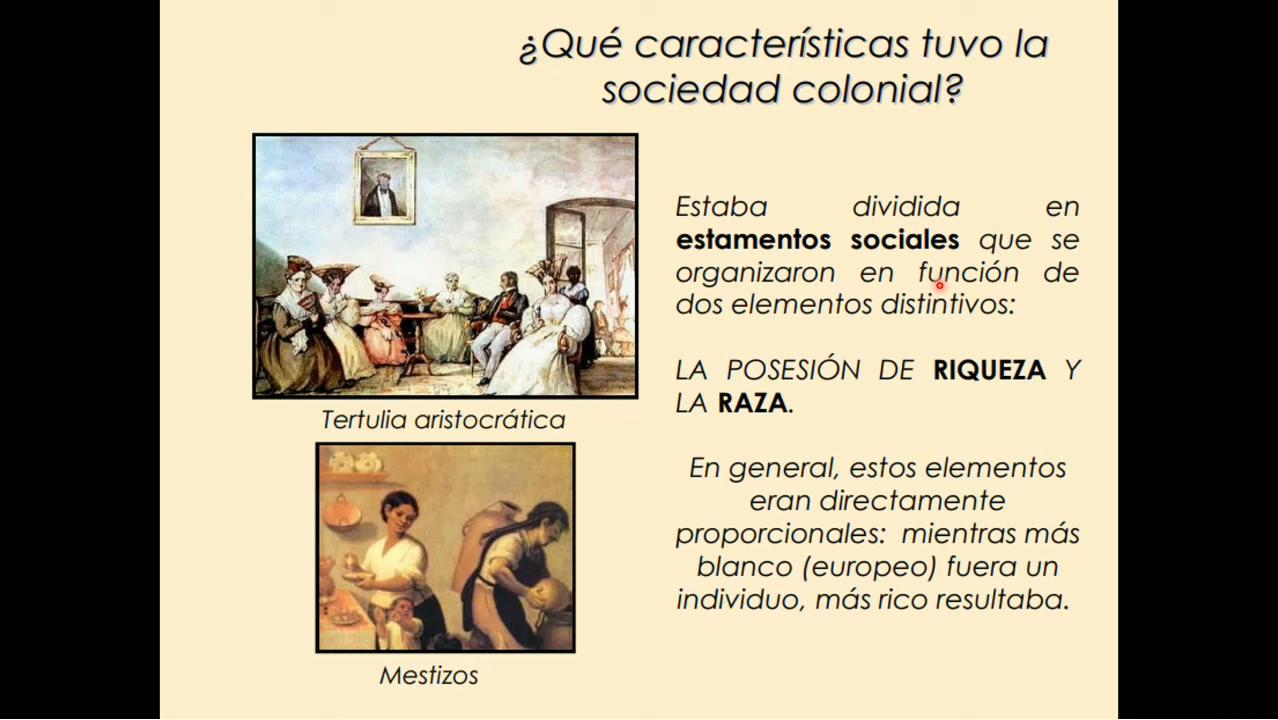 ¿Qué características tuvo la
sociedad colonial?
Estaba dividida en
estamentos sociales que se
organizaron en función de
dos elementos distintivos:
LA POSESIÓN DE RIQUEZA Y
LA RAZA.
En general, estos elementos
eran directamente
proporcionales: mientras más
blanco (europeo) fuera un
individuo, más rico resultaba.
Tertulia aristocrática
Mestizos